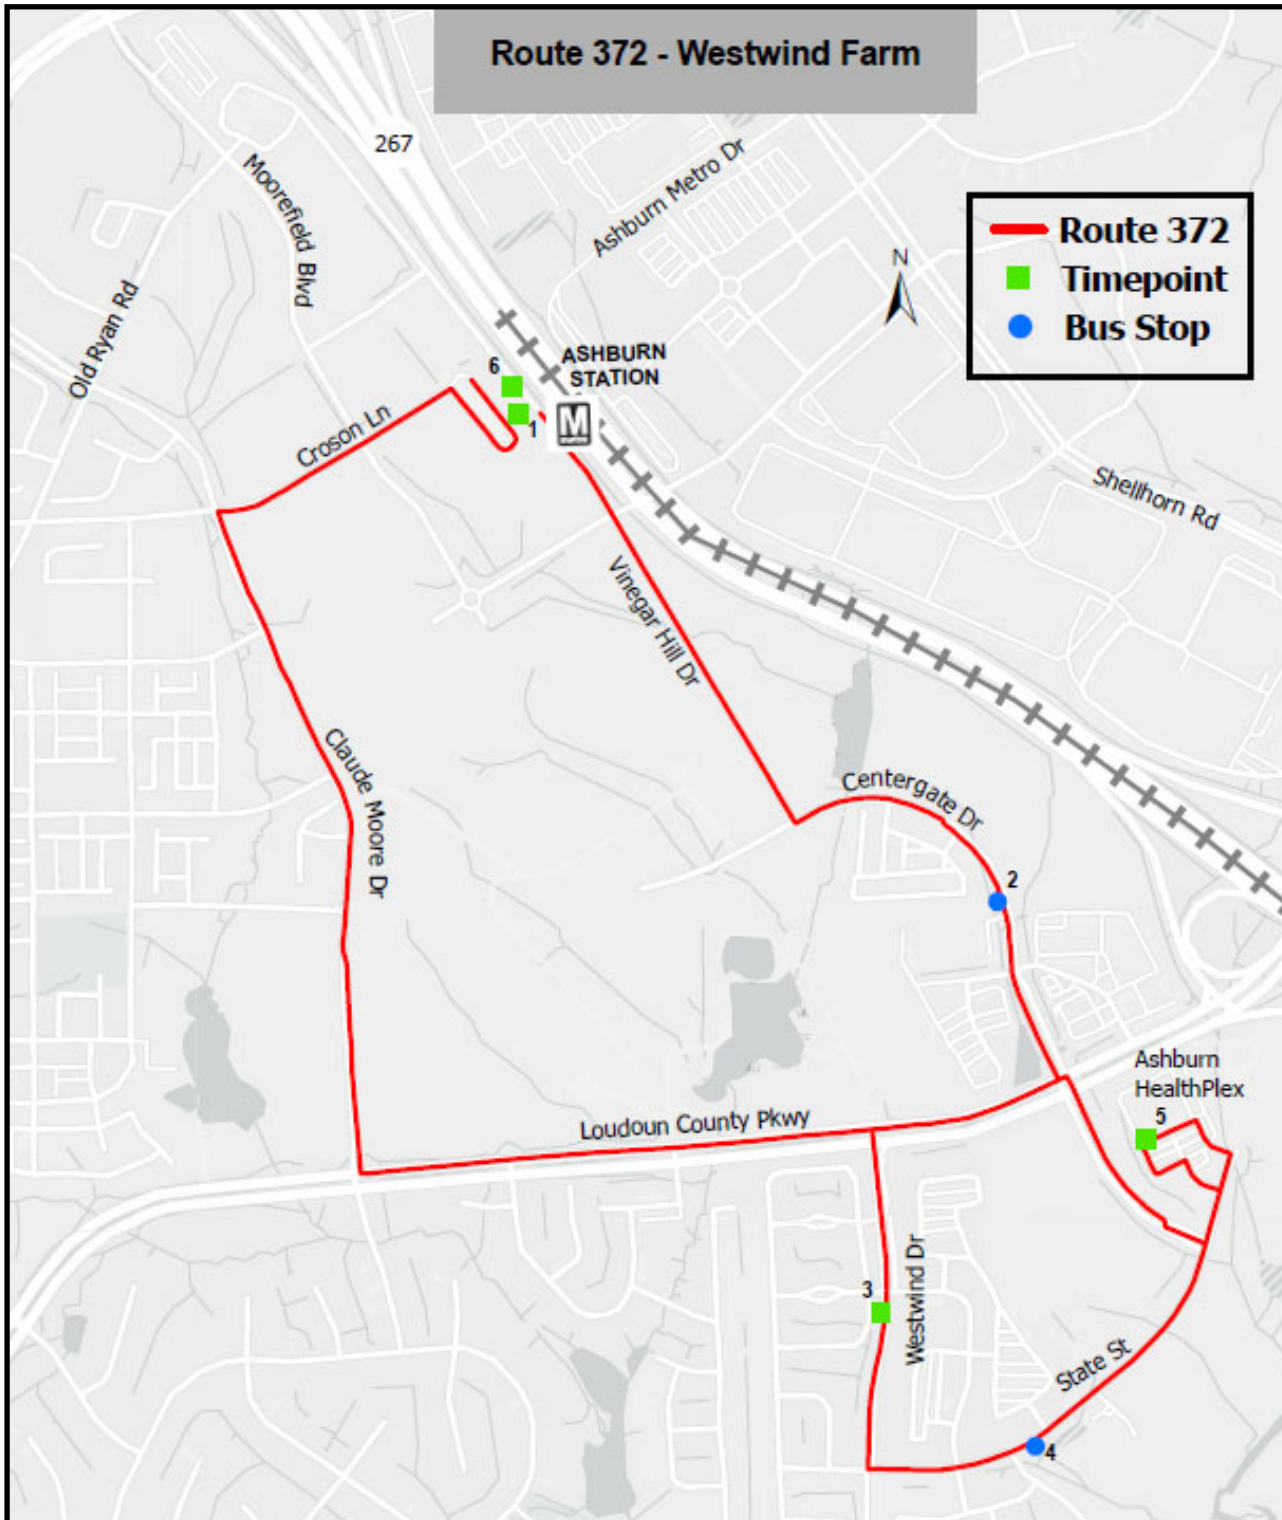 Route 372 - Westwind Farm
267
Ashburn Metro Dr
Moorefield Blvd
Old Ryan Rd
N
Route 372
Timepoint
Bus Stop
ASHBURN
STATION
6
1
M
Croson Ln
Shellhorn Rd
Vinegar Hill Dr
Claude Moore Dr
Centergate Dr
2
Ashburn
HealthPlex
5
Loudoun County Pkwy
3
Westwind Dr
State St
4